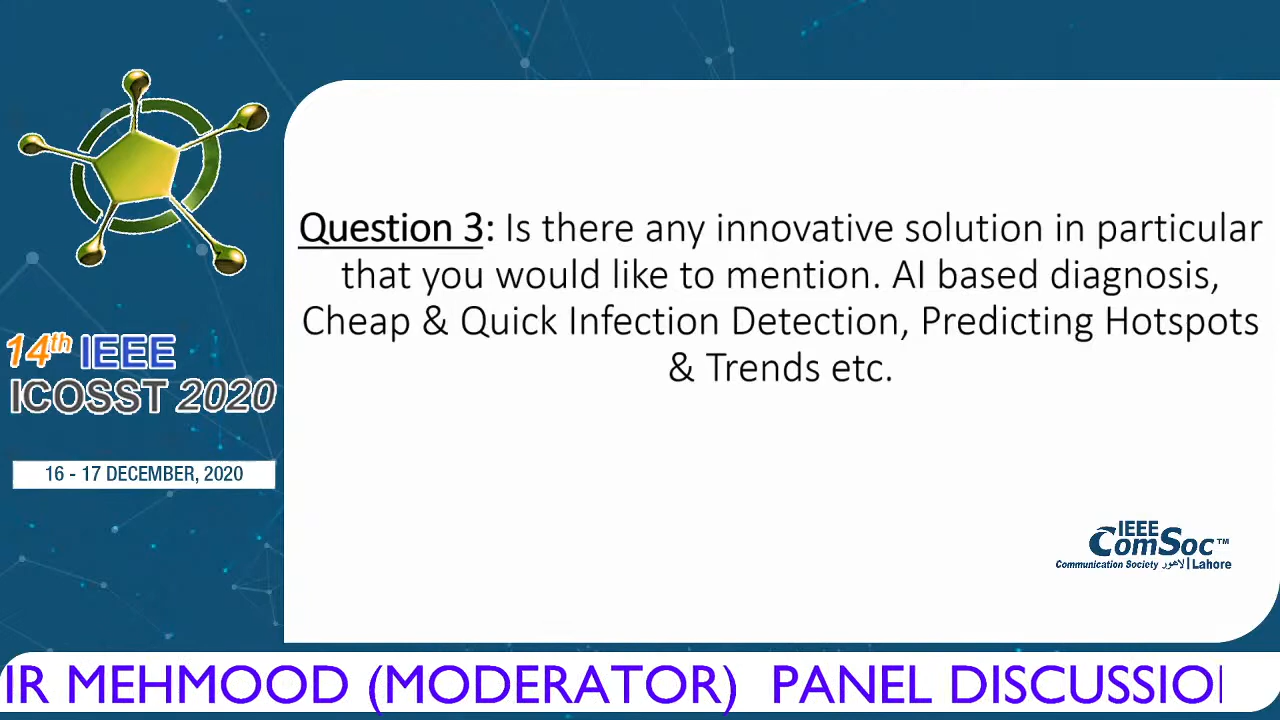 Question 3: Is there any innovative solution in particular
that you would like to mention. AI based diagnosis,
Cheap & Quick Infection Detection, Predicting Hotspots
& Trends etc.
14th IEEE
ICOSST 2020
16 - 17 DECEMBER, 2020
IEEE
ComSoc™
Communication Society لاہور | Lahore
IR MEHMOOD (MODERATOR) PANEL DISCUSSIO